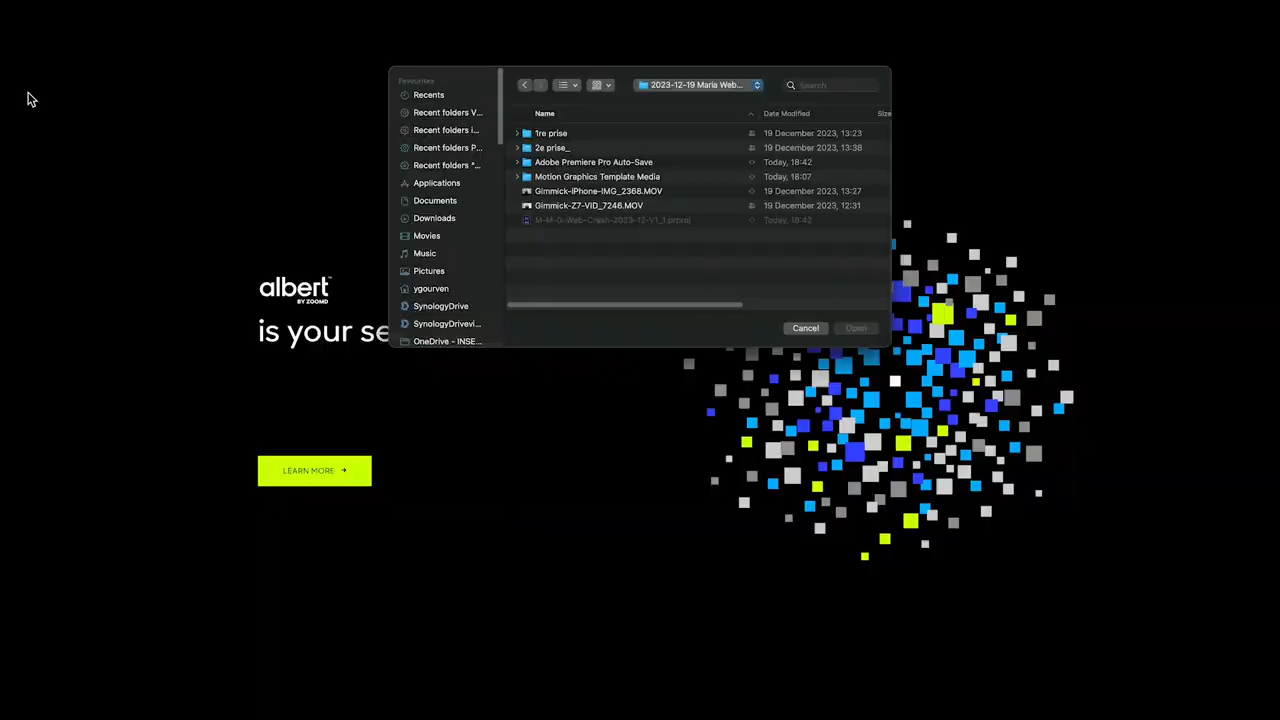 Favourites
Recents
Recent folders V...
Recent folders i...
Recent folders P...
Recent folders ^...
Applications
Documents
Downloads
Movies
Music
Pictures
ygourven
SynologyDrive
SynologyDrivevi...
OneDrive - INSE...
2023-12-19 Maria Web...
Search
Name Date Modified Size
1re prise 19 December 2023, 13:23
2e prise_ 19 December 2023, 13:38
Adobe Premiere Pro Auto-Save Today, 18:42
Motion Graphics Template Media Today, 18:07
Gimmick-iPhone-IMG_2368.MOV 19 December 2023, 13:27
Gimmick-Z7-VID_7246.MOV 19 December 2023, 12:31
Today, 18:42
Cancel Open
albert™
BY ZOOMD
is your se
LEARN MORE →